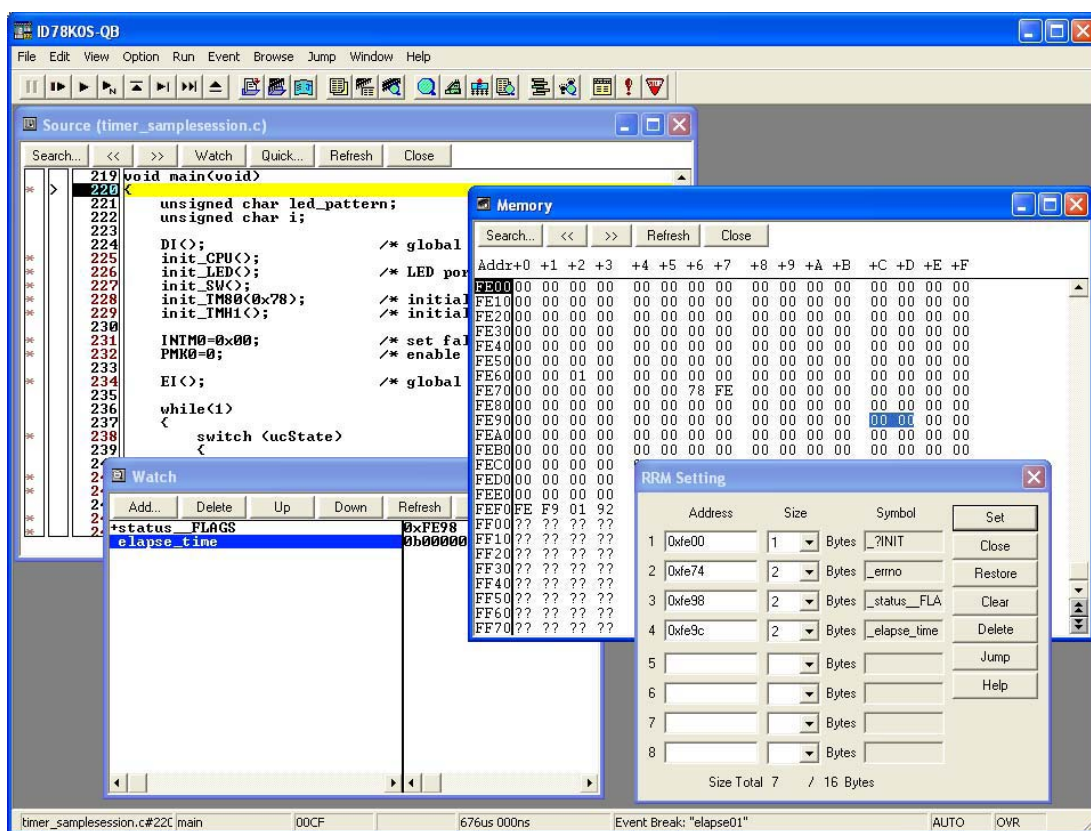 ID78K0S-QB
File Edit View Option Run Event Browse Jump Window Help
Source (timer_samplesession.c)
Search... << >> Watch Quick... Refresh Close
219 void main(void)
220 {
221 unsigned char led_pattern;
222 unsigned char i;
223
224 DI(); /* global
225 init_CPU();
226 init_LED(); /* LED por
227 init_SW();
228 init_TM80(0x78); /* initial
229 init_TMH1(); /* initial
230
231 INTM0=0x00; /* set fal
232 PMK0=0; /* enable
233
234 EI(); /* global
235
236 while(1)
237 {
238 switch (ucState)
239 {
Memory
Search... << >> Refresh Close
Addr +0 +1 +2 +3 +4 +5 +6 +7 +8 +9 +A +B +C +D +E +F
FE00 00 00 00 00 00 00 00 00 00 00 00 00 00 00 00 00
FE10 00 00 00 00 00 00 00 00 00 00 00 00 00 00 00 00
FE20 00 00 00 00 00 00 00 00 00 00 00 00 00 00 00 00
FE30 00 00 00 00 00 00 00 00 00 00 00 00 00 00 00 00
FE40 00 00 00 00 00 00 00 00 00 00 00 00 00 00 00 00
FE50 00 00 00 00 00 00 00 00 00 00 00 00 00 00 00 00
FE60 00 00 01 00 00 00 00 00 00 00 00 00 00 00 00 00
FE70 00 00 00 00 00 00 78 FE 00 00 00 00 00 00 00 00
FE80 00 00 00 00 00 00 00 00 00 00 00 00 00 00 00 00
FE90 00 00 00 00 00 00 00 00 00 00 00 00 00 00 00 00
FEA0 00 00 00 00 00 00 00 00 00 00 00 00 00 00 00 00
FEB0 00 00 00 00 00 00 00 00 00 00 00 00 00 00 00 00
FEC0 00 00 00 00
FED0 00 00 00 00
FEE0 00 00 00 00
FEF0 FE F9 01 92
FF00 ?? ?? ?? ??
FF10 ?? ?? ?? ??
FF20 ?? ?? ?? ??
FF30 ?? ?? ?? ??
FF40 ?? ?? ?? ??
FF50 ?? ?? ?? ??
FF60 ?? ?? ?? ??
FF70 ?? ?? ?? ??
Watch
Add... Delete Up Down Refresh
+status__FLAGS 0xFE98
elapse_time 0b00000
RRM Setting
Address Size Symbol
1 0xfe00 1 Bytes _?INIT
2 0xfe74 2 Bytes _errno
3 0xfe98 2 Bytes _status__FLA
4 0xfe9c 2 Bytes _elapse_time
5 Bytes
6 Bytes
7 Bytes
8 Bytes
Size Total 7 / 16 Bytes
Set
Close
Restore
Clear
Delete
Jump
Help
timer_samplesession.c#220 main 00CF 676us 000ns Event Break: "elapse01" AUTO OVR